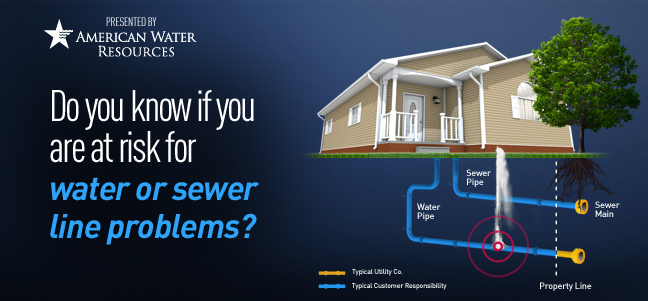 PRESENTED BY
AMERICAN WATER
RESOURCES
Do you know if you
are at risk for
water or sewer
line problems?
Sewer
Pipe
Water
Pipe
Sewer
Main
Typical Utility Co.
Typical Customer Responsibility
Property Line